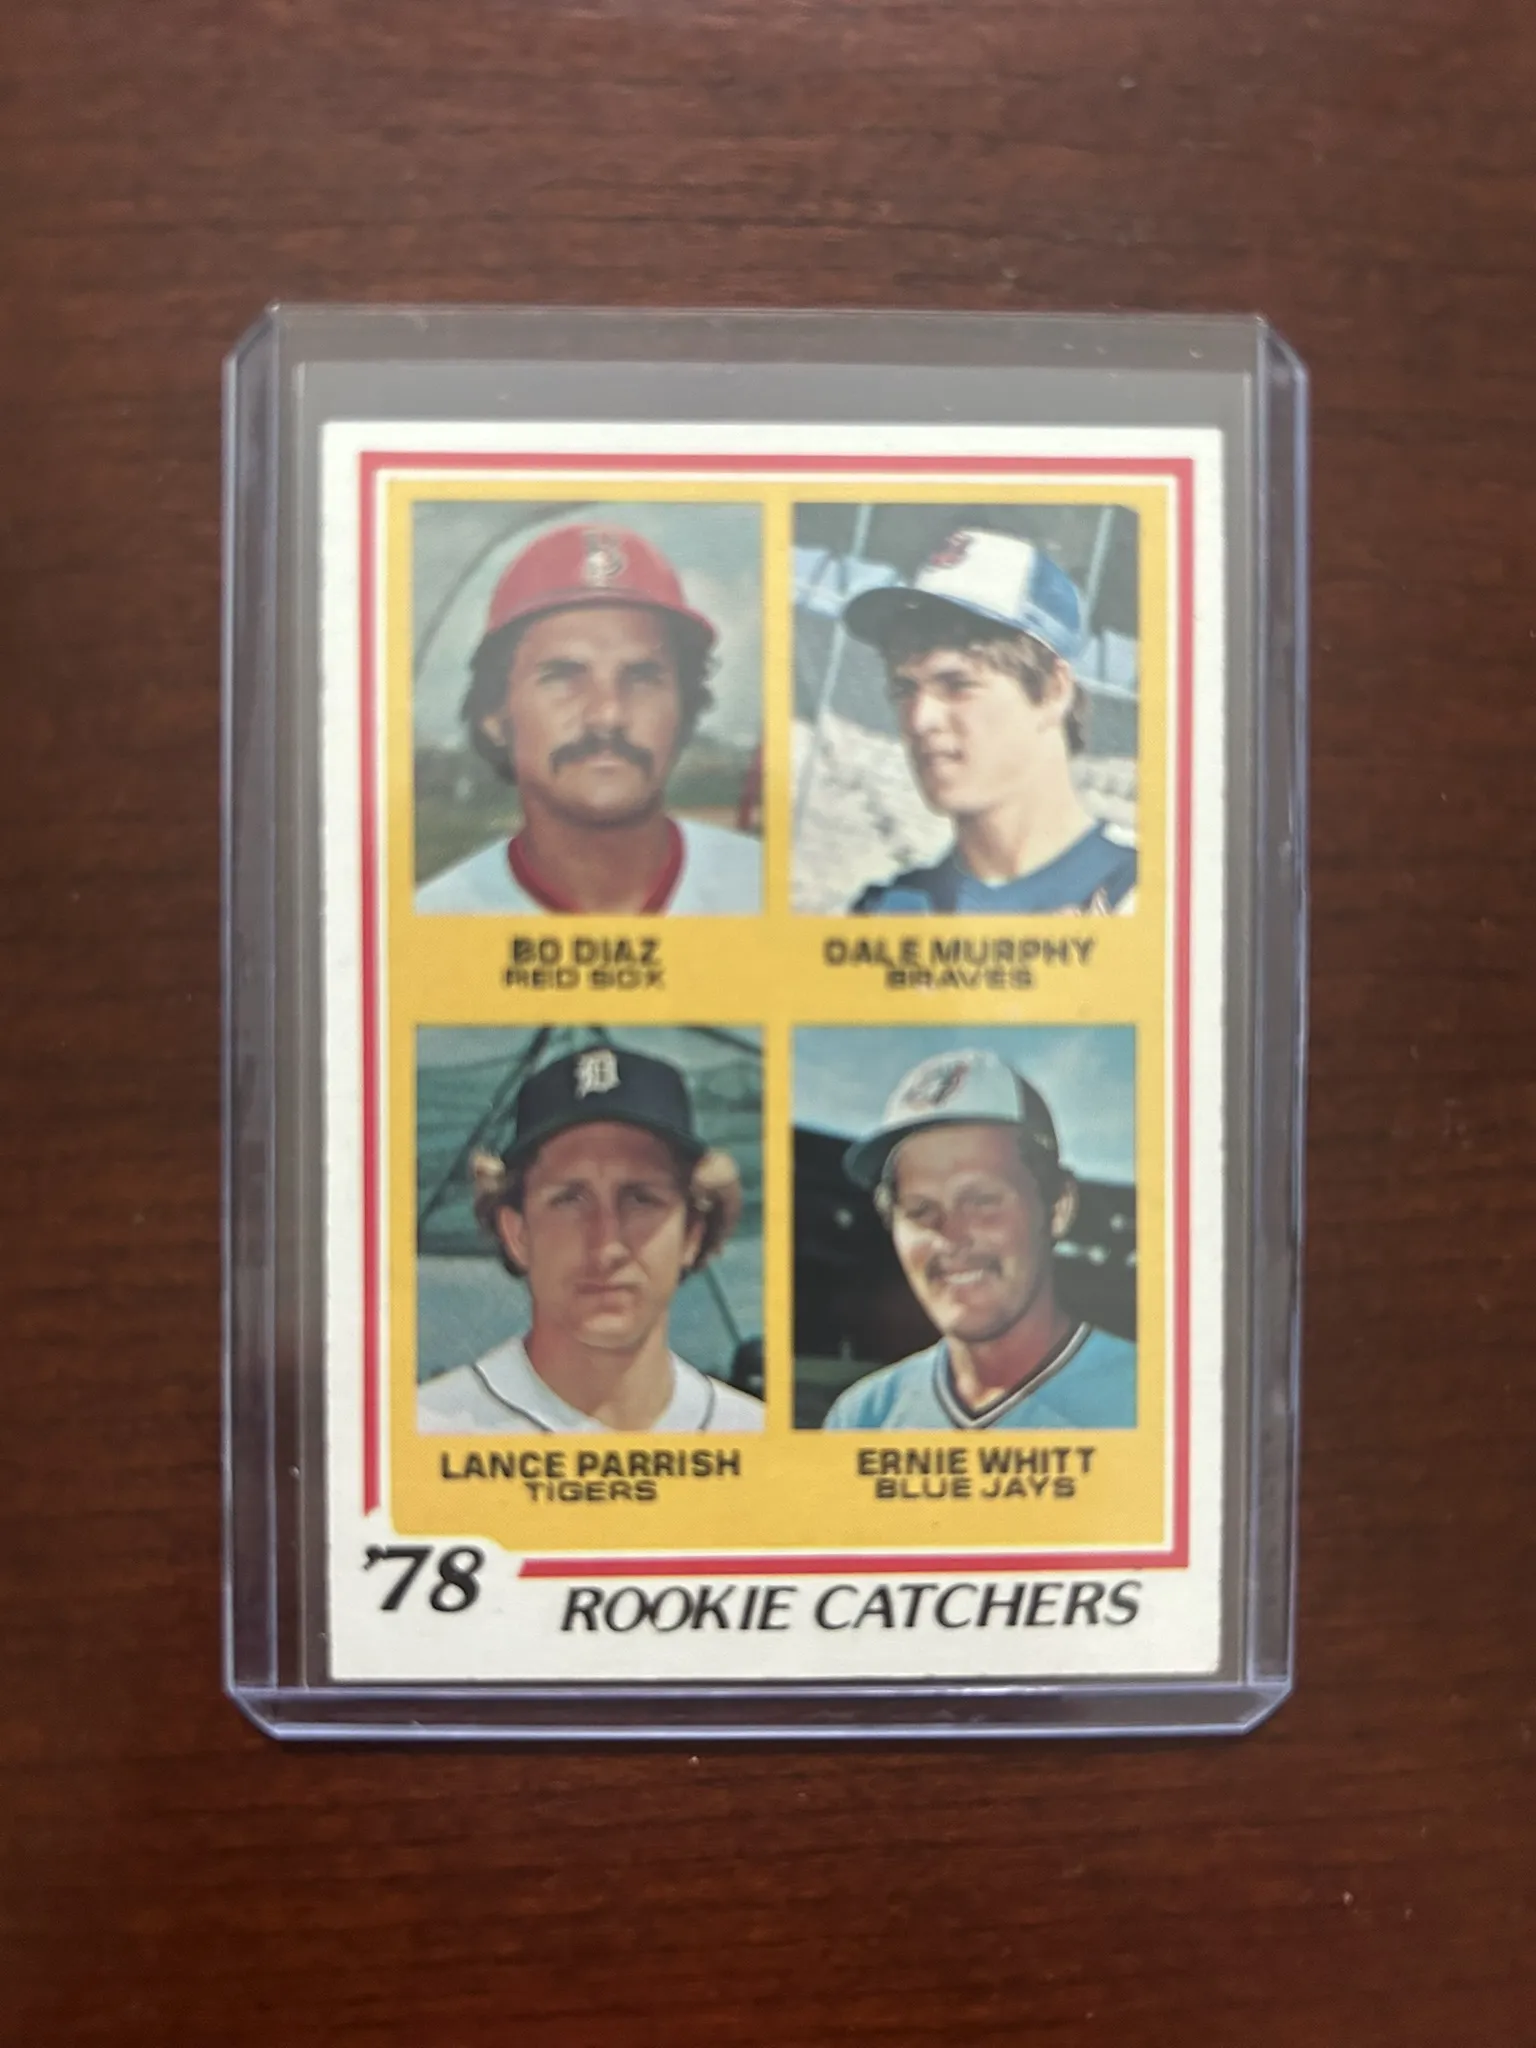 BO DIAZ
RED SOX
DALE MURPHY
BRAVES
LANCE PARRISH
TIGERS
ERNIE WHITT
BLUE JAYS
'78
ROOKIE CATCHERS